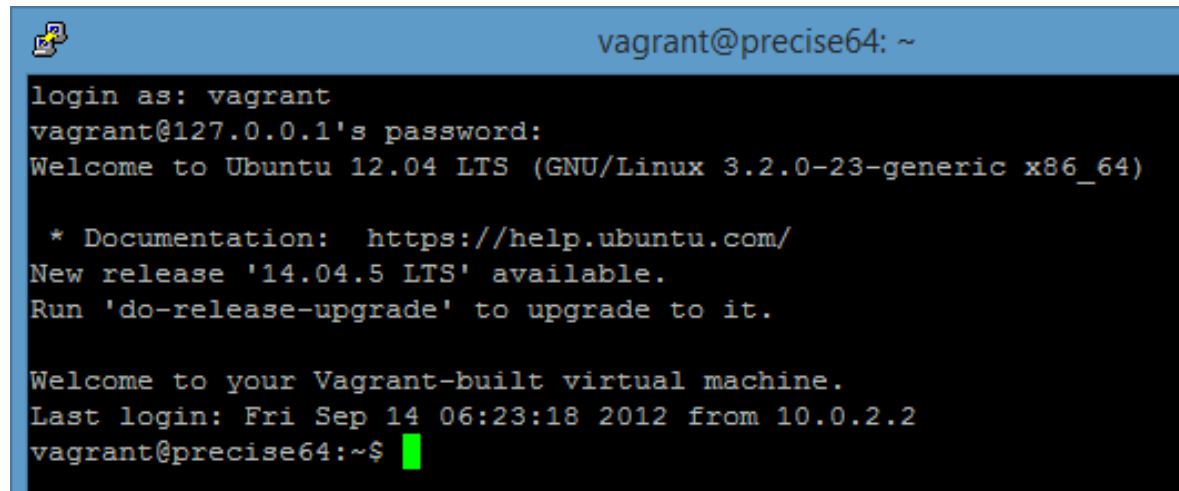 vagrant@precise64: ~
login as: vagrant
vagrant@127.0.0.1's password:
Welcome to Ubuntu 12.04 LTS (GNU/Linux 3.2.0-23-generic x86_64)
 * Documentation:  https://help.ubuntu.com/
New release '14.04.5 LTS' available.
Run 'do-release-upgrade' to upgrade to it.
Welcome to your Vagrant-built virtual machine.
Last login: Fri Sep 14 06:23:18 2012 from 10.0.2.2
vagrant@precise64:~$